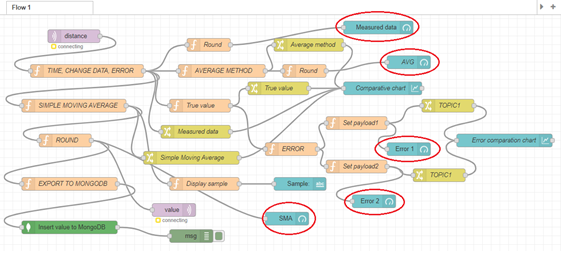 Flow 1
distance
connecting
Round
Measured data
Average method
TIME, CHANGE DATA, ERROR
AVERAGE METHOD
Round
AVG
True value
Comparative chart
SIMPLE MOVING AVERAGE
True value
TOPIC1
Set payload1
Measured data
ROUND
ERROR
Error 1
Error comparation chart
Simple Moving Average
Set payload2
TOPIC1
EXPORT TO MONGODB
Display sample
Sample
Error 2
value
connecting
SMA
Insert value to MongoDB
msg